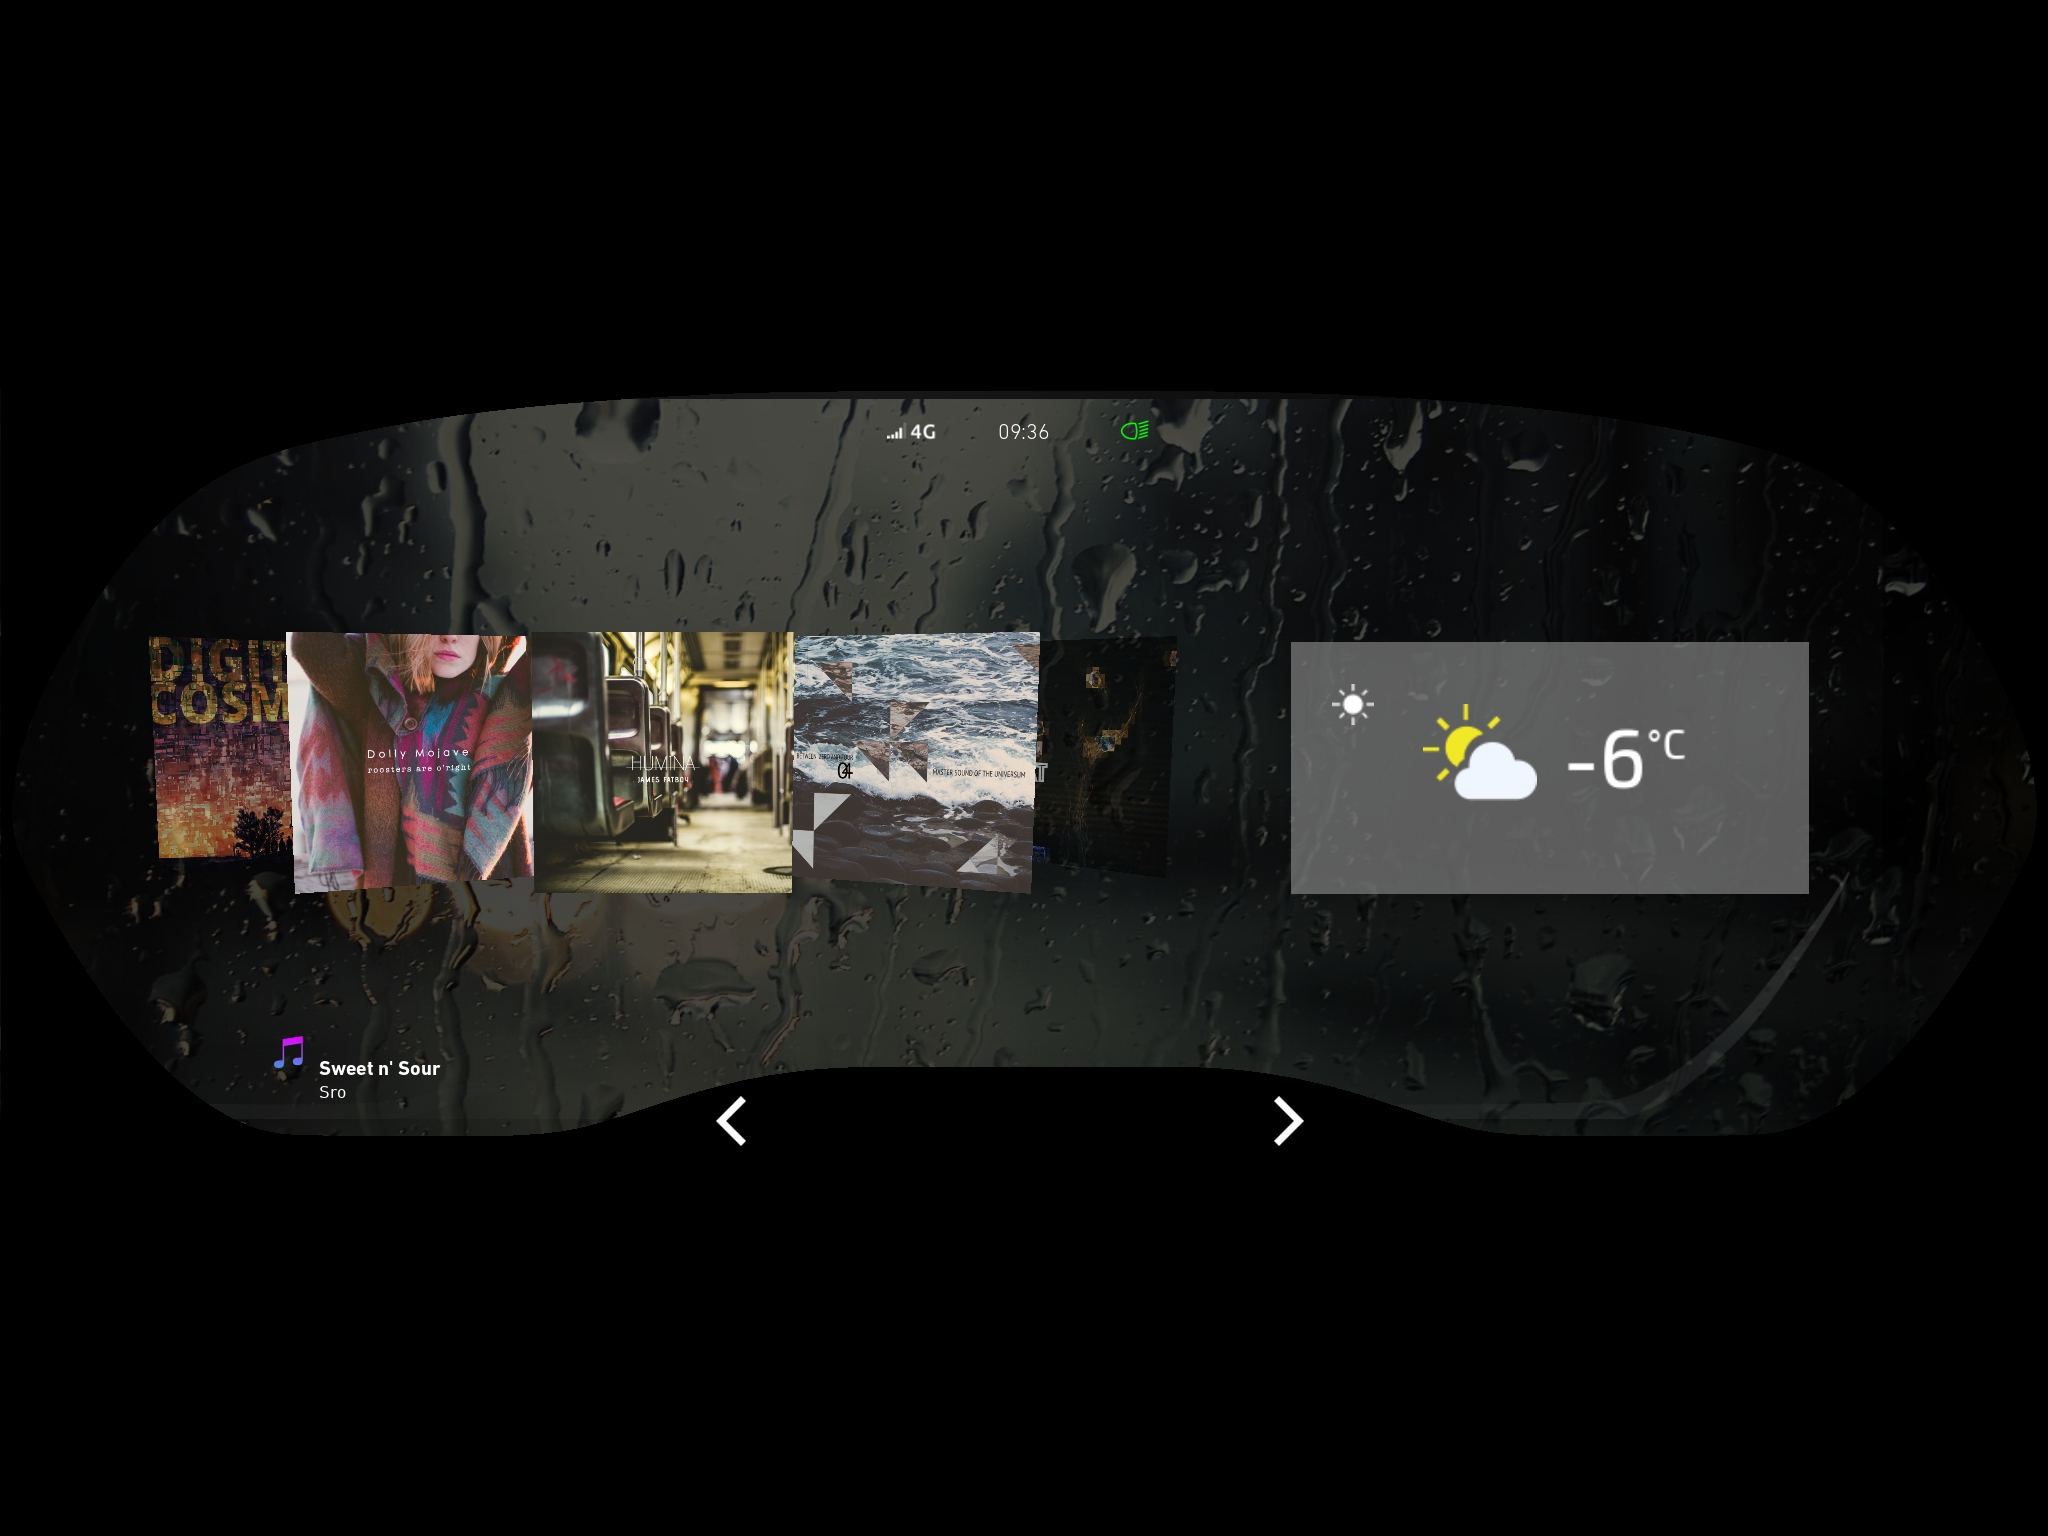 4G
09:36
DIGIT
COSM
Dolly Mojave
roosters are o'right
HUMINA
JAMES FATBOY
04
MASTER SOUND OF THE UNIVERSUM
-6°C
Sweet n' Sour
Sro